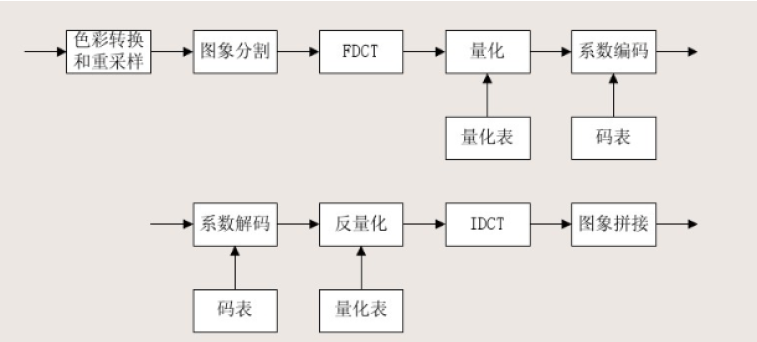 色彩转换
和重采样
图象分割
FDCT
量化
系数编码
量化表
码表
系数解码
反量化
IDCT
图象拼接
码表
量化表